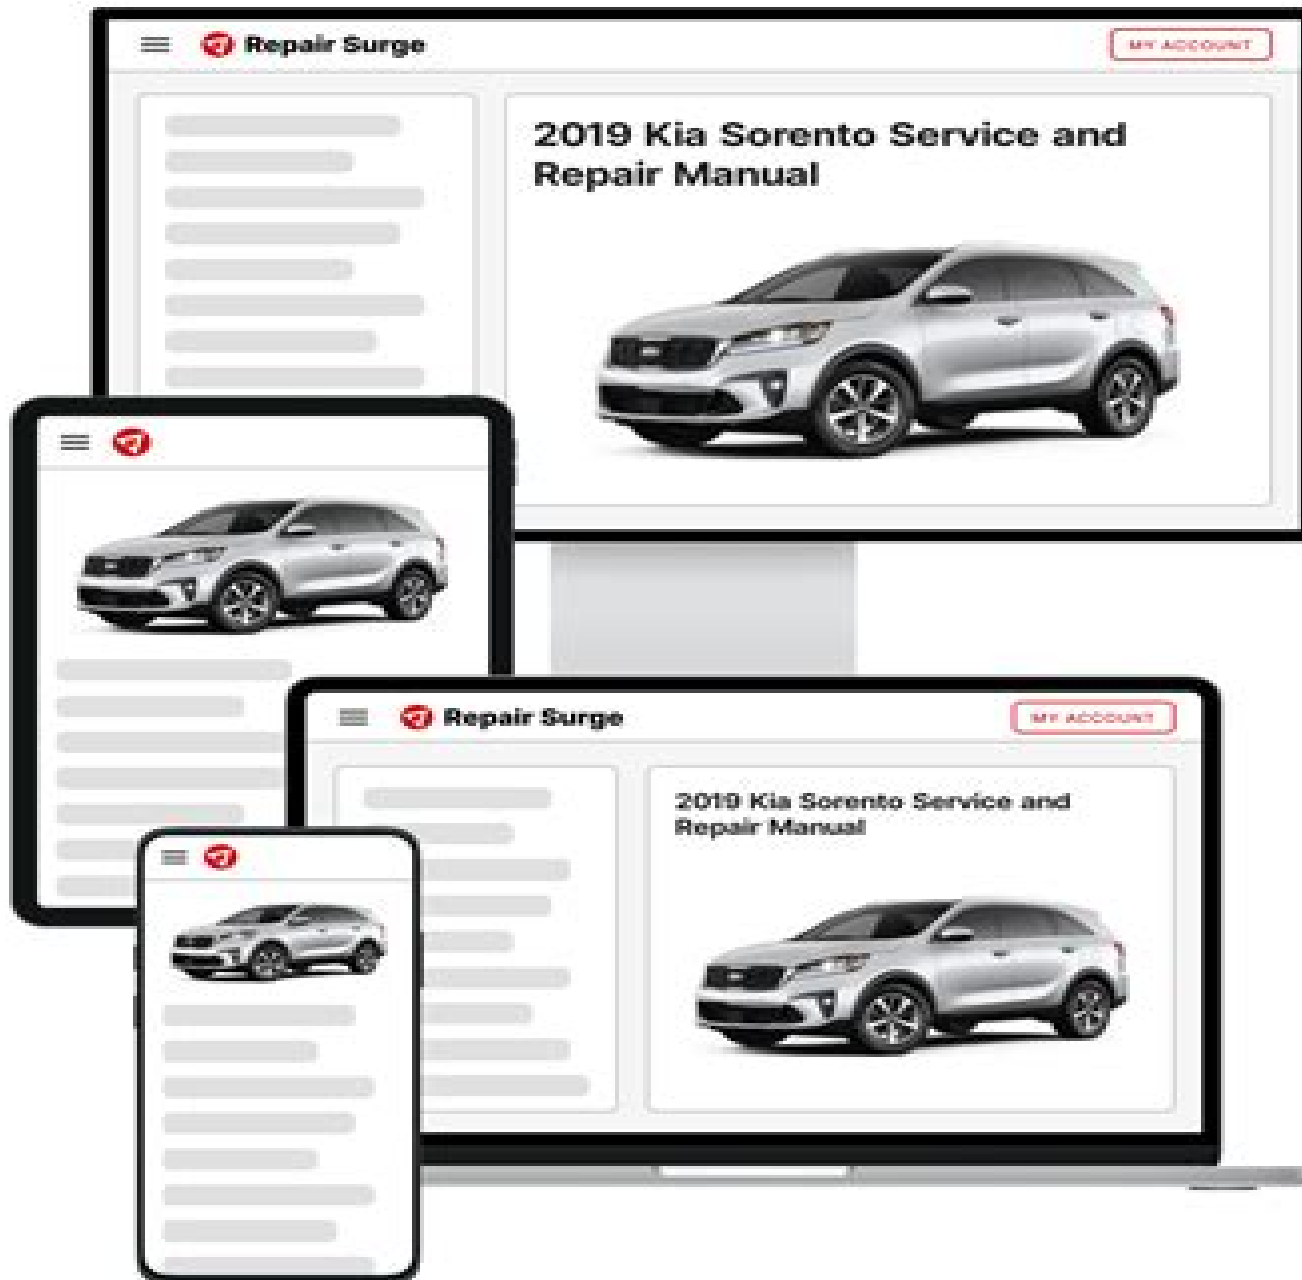 Repair Surge
MY ACCOUNT
2019 Kia Sorento Service and
Repair Manual
Repair Surge
MY ACCOUNT
2019 Kia Sorento Service and
Repair Manual